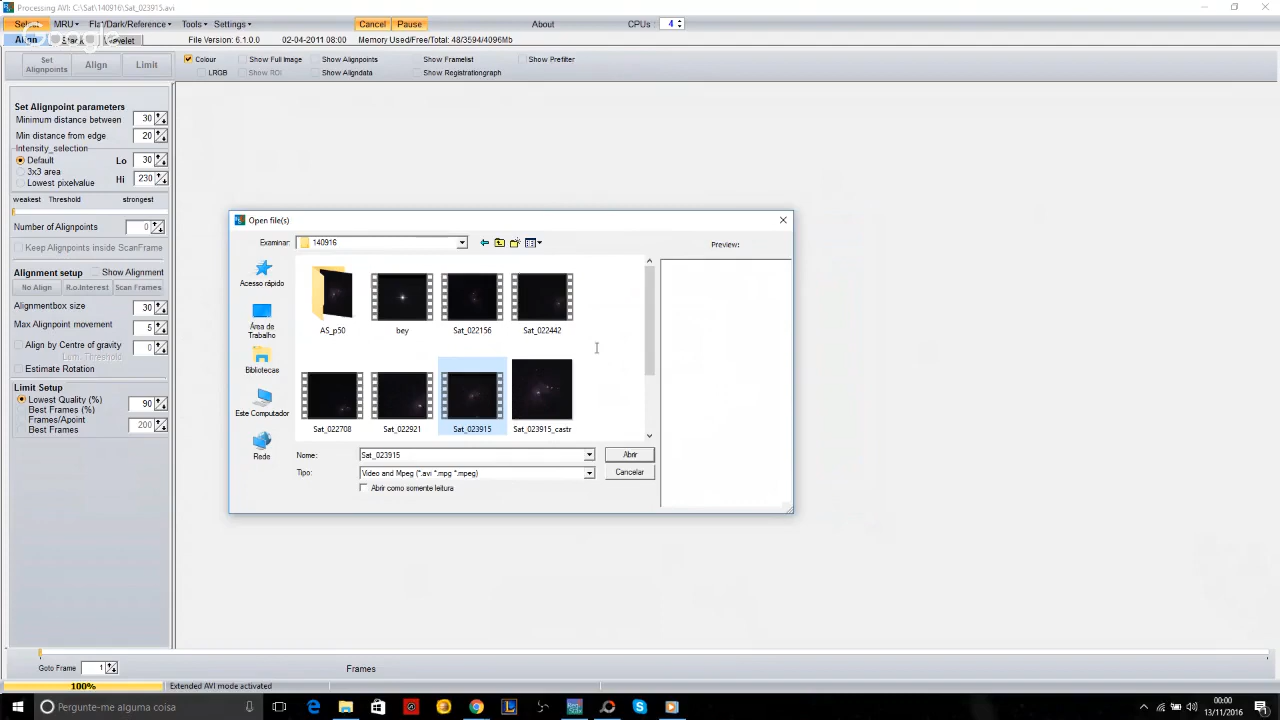 Processing AVI: C:\Sat\140916\Sat_023915.avi
Select MRU Flat/Dark/Reference Tools Settings Cancel Pause About CPUs: 4
Align Wavelet File Version: 6.1.0.0 02-04-2011 08:00 Memory Used/Free/Total: 48/3594/4096Mb
Google
Set Alignpoints Align Limit
Colour Show Full Image Show Alignpoints Show Framelist Show Prefilter
LRGB Show ROI Show Aligndata Show Registrationgraph
Set Alignpoint parameters
Minimum distance between 30
Min distance from edge 20
Intensity_selection
Default Lo 30
3x3 area
Lowest pixelvalue Hi 230
weakest Threshold strongest
Number of Alignpoints 0
Keep Alignpoints inside ScanFrame
Alignment setup Show Alignment
No Align R.o.Interest Scan Frames
Alignmentbox size 30
Max Alignpoint movement 5
Align by Centre of gravity 0
Lum. Threshold
Estimate Rotation
Limit Setup
Lowest Quality (%) 90
Best Frames (%)
Frames/Apoint 200
Best Frames
Open file(s)
Examinar: 140916
Preview:
Acesso rápido
Área de Trabalho
Bibliotecas
Este Computador
Rede
AS_p50 bey Sat_022156 Sat_022442
Sat_022708 Sat_022921 Sat_023915 Sat_023915_castr
Nome: Sat_023915 Abrir
Tipo: Video and Mpeg (*.avi *.mpg *.mpeg) Cancelar
Abrir como somente leitura
Goto Frame 1 Frames
100% Extended AVI mode activated
Pergunte-me alguma coisa
00:00
13/11/2016